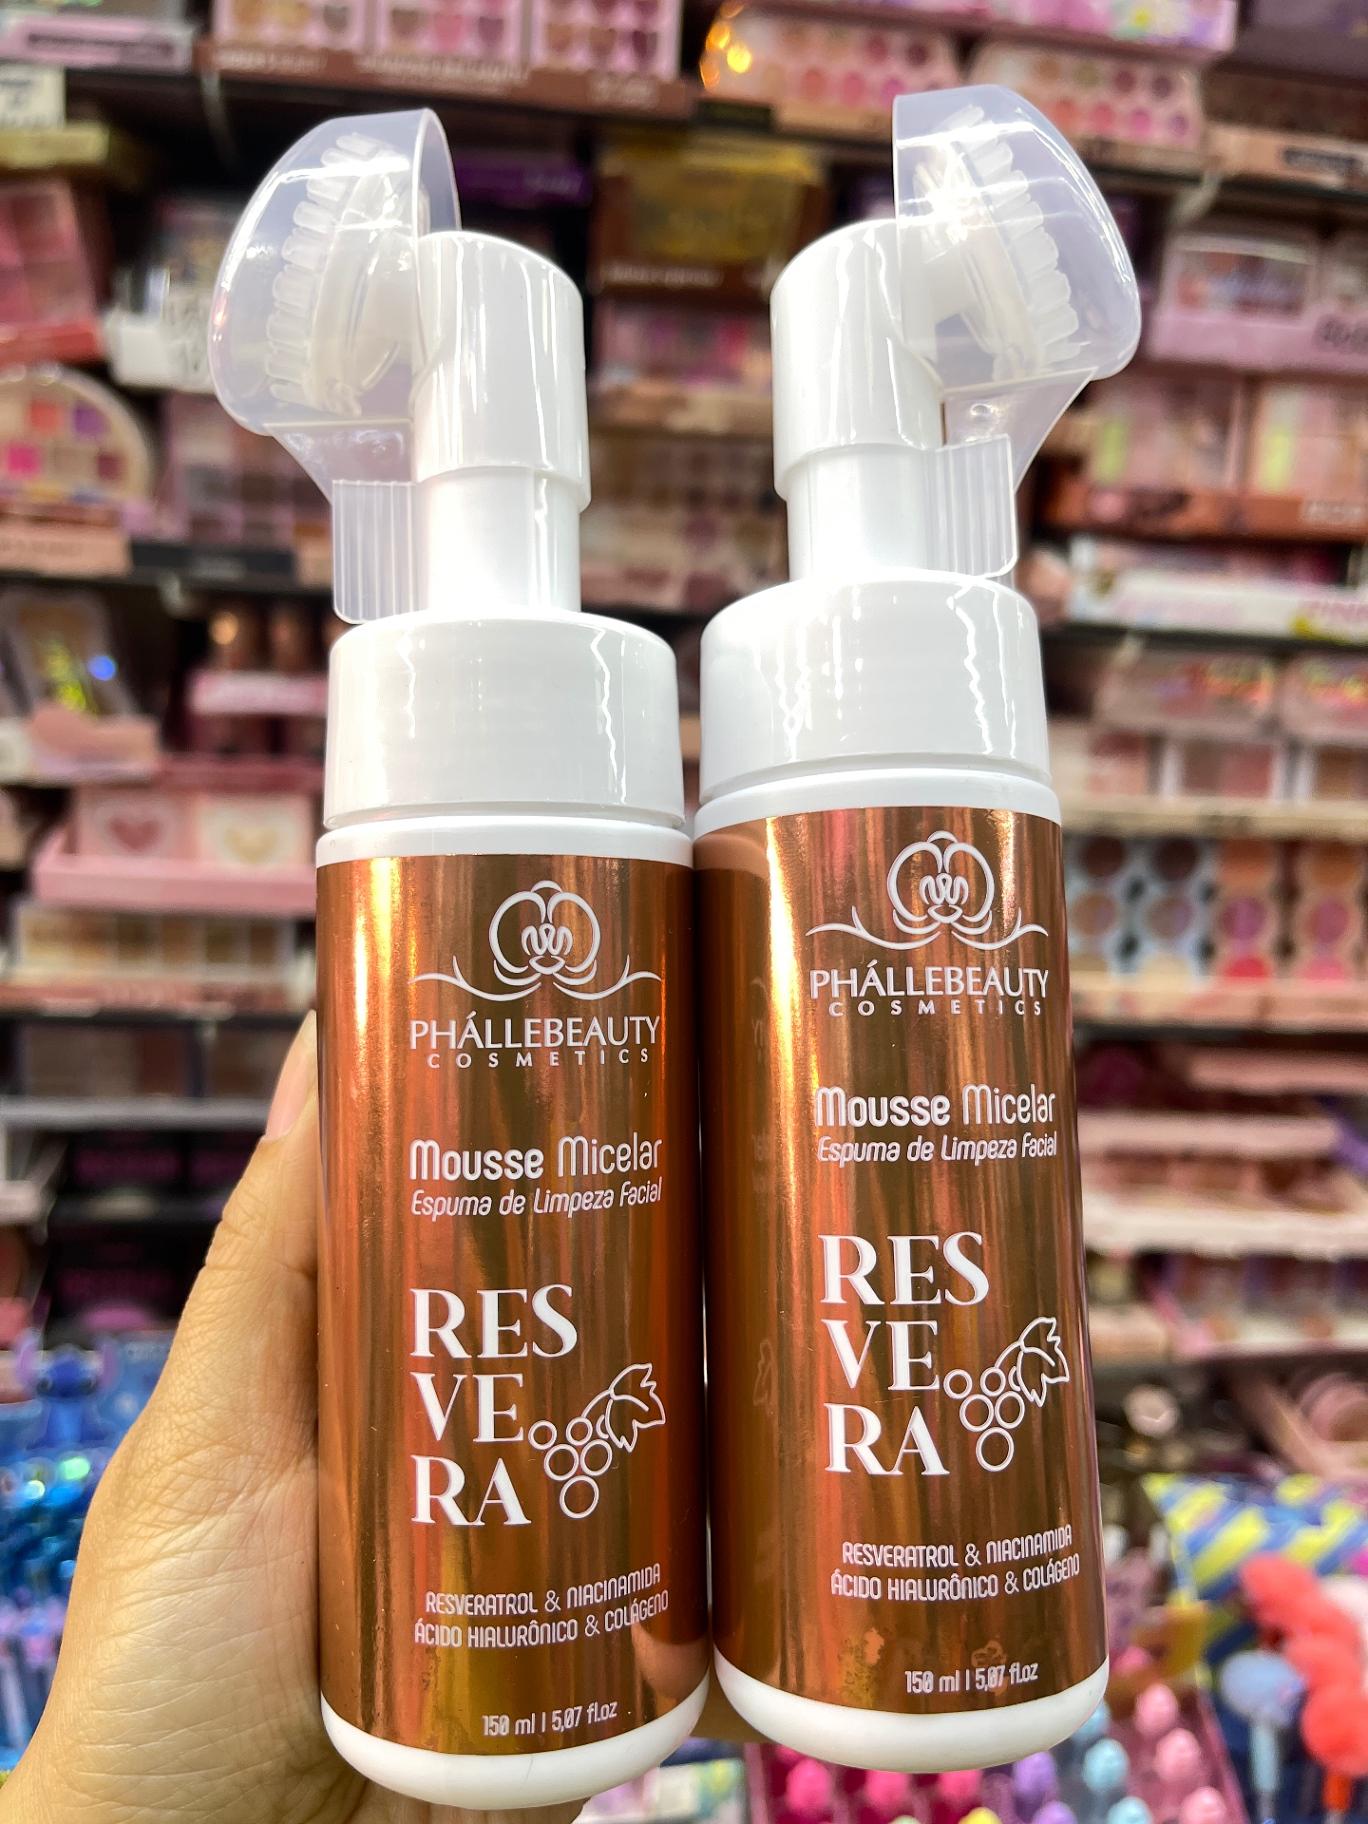 PHÁLLEBEAUTY
COSMETICS
Mousse Micelar
Espuma de Limpeza Facial
RES
VE
RA
RESVERATROL & NIACINAMIDA
ÁCIDO HIALURÔNICO & COLÁGENO
150 ml | 5,07 fl.oz
PHÁLLEBEAUTY
COSMETICS
Mousse Micelar
Espuma de Limpeza Facial
RES
VE
RA
RESVERATROL & NIACINAMIDA
ÁCIDO HIALURÔNICO & COLÁGENO
150 ml | 5,07 fl.oz